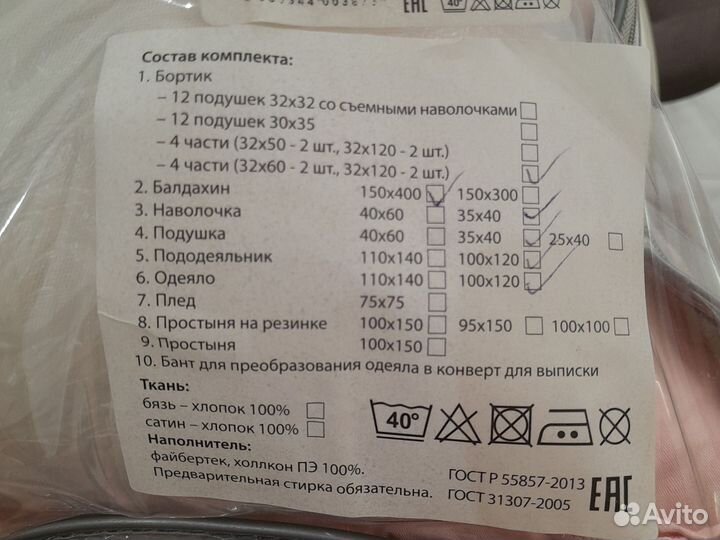 ЕАС 40°
Состав комплекта:
1. Бортик
– 12 подушек 32х32 со съемными наволочками
– 12 подушек 30х35
– 4 части (32х50 - 2 шт., 32х120 - 2 шт.)
– 4 части (32х60 - 2 шт., 32х120 - 2 шт.)
2. Балдахин 150х400 150х300
3. Наволочка 40х60 35х40
4. Подушка 40х60 35х40 25х40
5. Пододеяльник 110х140 100х120
6. Одеяло 110х140 100х120
7. Плед 75х75
8. Простыня на резинке 100х150 95х150 100х100
9. Простыня 100х150
10. Бант для преобразования одеяла в конверт для выписки
Ткань:
бязь – хлопок 100%
сатин – хлопок 100%
40°
Наполнитель:
файбертек, холлкон ПЭ 100%.
Предварительная стирка обязательна.
ГОСТ Р 55857-2013
ГОСТ 31307-2005
ЕАС
Avito